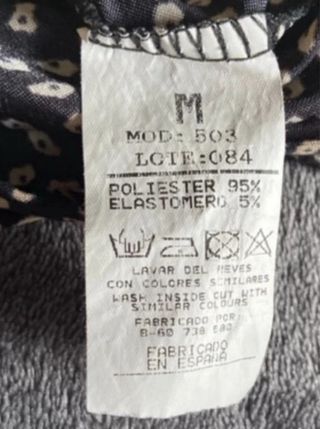 M
MOD: 503
LOTE:084
POLIESTER 95%
ELASTOMERO 5%
LAVAR DEL REVES
CON COLORES SIMILARES
WASH INSIDE OUT WITH
SIMILAR COLOURS
FABRICADO POR:
B-60 738 680
FABRICADO
EN ESPAÑA